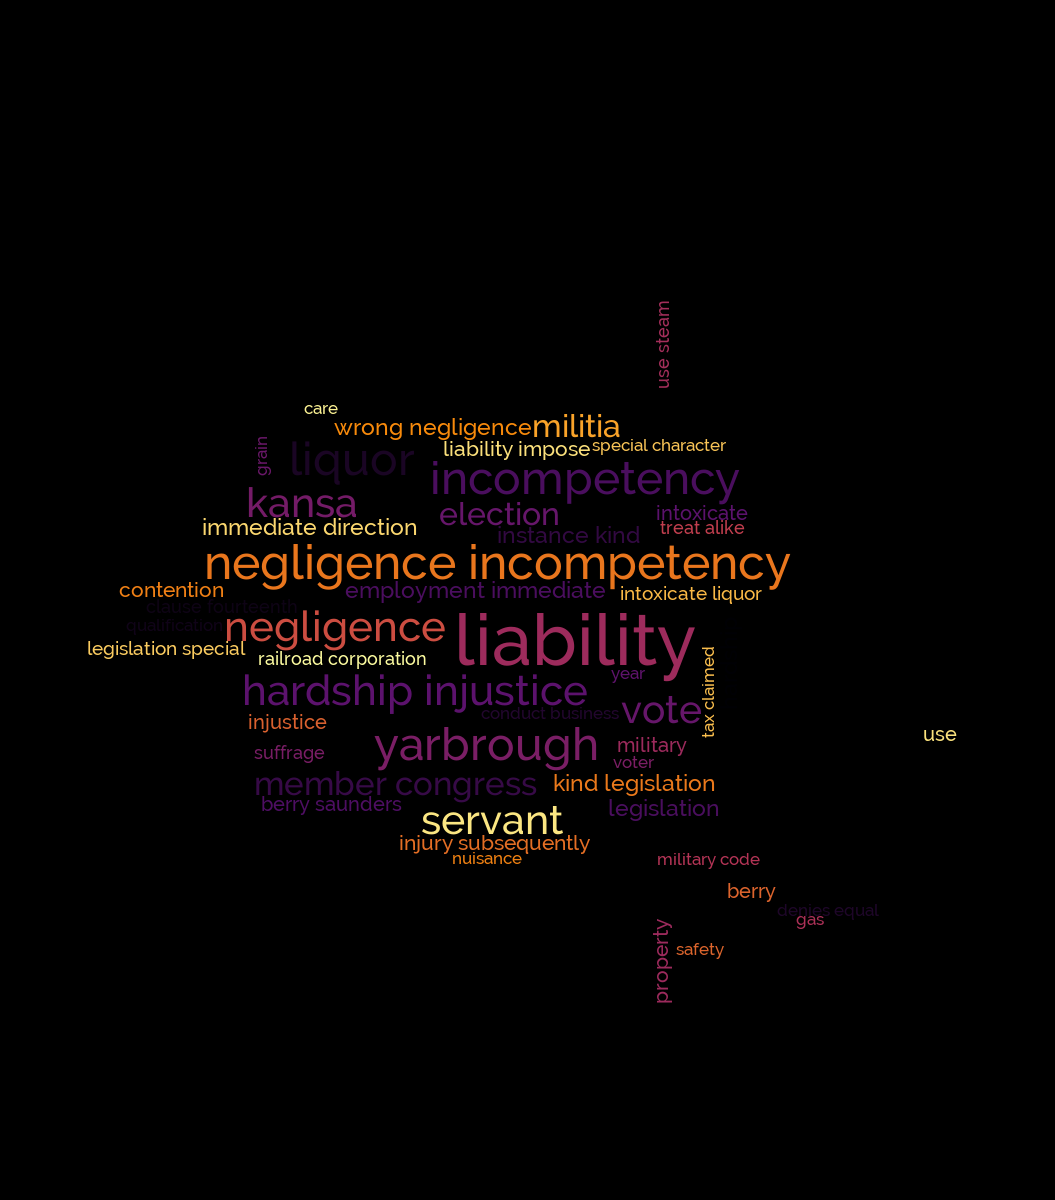 use steam
care
wrong negligence
militia
grain
liquor
liability impose
special character
incompetency
kansa
election
intoxicate
immediate direction
instance kind
treat alike
negligence incompetency
contention
employment immediate
intoxicate liquor
clause fourteenth
qualification
negligence
liability
legislation special
railroad corporation
year
tax claimed
hardship injustice
conduct business
vote
injustice
use
yarbrough
military
suffrage
voter
member congress
kind legislation
berry saunders
legislation
servant
injury subsequently
nuisance
military code
berry
denies equal
gas
property
safety